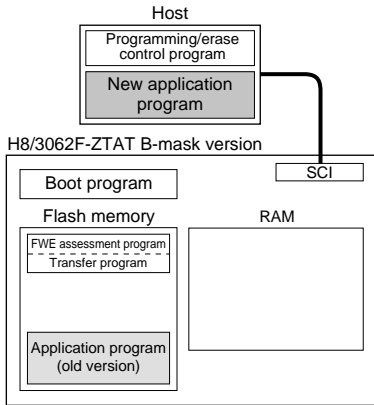 Host
Programming/erase
control program
New application
program
H8/3062F-ZTAT B-mask version
SCI
Boot program
Flash memory
RAM
FWE assessment program
Transfer program
Application program
(old version)